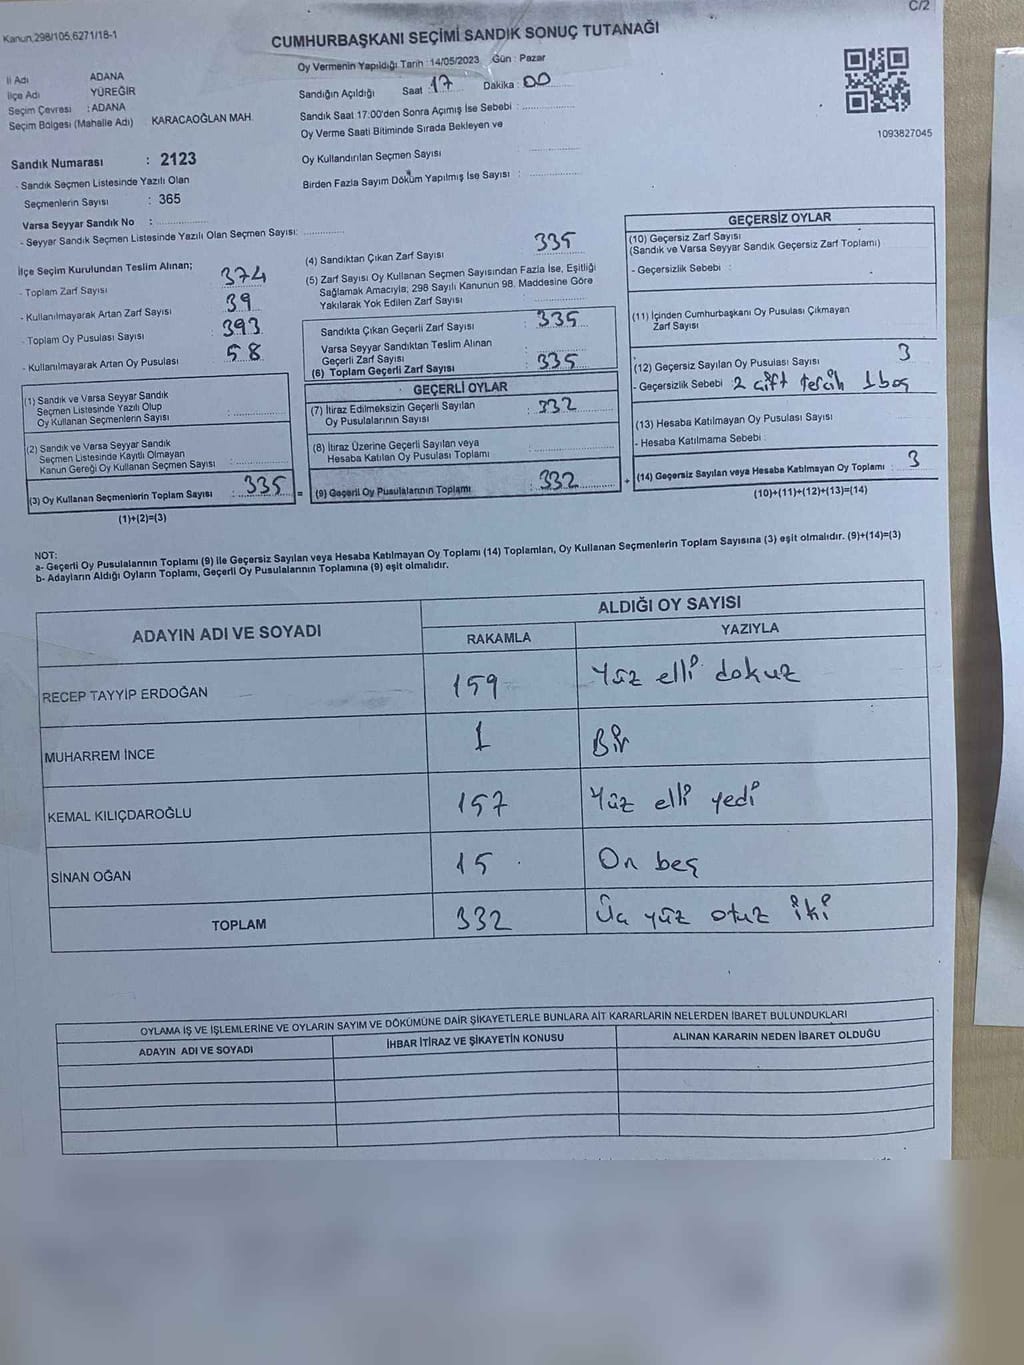 C/2
Kanun.298/105.6271/18-1
CUMHURBAŞKANI SEÇİMİ SANDIK SONUÇ TUTANAĞI
Oy Vermenin Yapıldığı Tarih : 14/05/2023 Gün : Pazar
İl Adı ADANA
İlçe Adı YÜREĞİR
Seçim Çevresi : ADANA
Seçim Bölgesi (Mahalle Adı) KARACAOĞLAN MAH.
Sandığın Açıldığı Saat : 17 Dakika : 00
Sandık Saat 17:00'den Sonra Açımış İse Sebebi :
Oy Verme Saati Bitiminde Sırada Bekleyen ve
Oy Kullandırılan Seçmen Sayısı :
Birden Fazla Sayım Döküm Yapılmış İse Sayısı :
1093827045
Sandık Numarası : 2123
- Sandık Seçmen Listesinde Yazılı Olan
Seçmenlerin Sayısı : 365
Varsa Seyyar Sandık No :
- Seyyar Sandık Seçmen Listesinde Yazılı Olan Seçmen Sayısı:
İlçe Seçim Kurulundan Teslim Alınan;
- Toplam Zarf Sayısı : 374
- Kullanılmayarak Artan Zarf Sayısı : 39
- Toplam Oy Pusulası Sayısı : 393
- Kullanılmayarak Artan Oy Pusulası : 58
(1) Sandık ve Varsa Seyyar Sandık
Seçmen Listesinde Yazılı Olup
Oy Kullanan Seçmenlerin Sayısı :
(2) Sandık ve Varsa Seyyar Sandık
Seçmen Listesinde Kayıtlı Olmayan
Kanun Gereği Oy Kullanan Seçmen Sayısı :
(3) Oy Kullanan Seçmenlerin Toplam Sayısı : 335
(1)+(2)=(3)
(4) Sandıktan Çıkan Zarf Sayısı : 335
(5) Zarf Sayısı Oy Kullanan Seçmen Sayısından Fazla İse, Eşitliği
Sağlamak Amacıyla; 298 Sayılı Kanunun 98. Maddesine Göre
Yakılarak Yok Edilen Zarf Sayısı :
Sandıkta Çıkan Geçerli Zarf Sayısı : 335
Varsa Seyyar Sandıktan Teslim Alınan
Geçerli Zarf Sayısı :
(6) Toplam Geçerli Zarf Sayısı : 335
GEÇERLİ OYLAR
(7) İtiraz Edilmeksizin Geçerli Sayılan
Oy Pusulalarının Sayısı : 332
(8) İtiraz Üzerine Geçerli Sayılan veya
Hesaba Katılan Oy Pusulası Toplamı :
= (9) Geçerli Oy Pusulalarının Toplamı : 332
GEÇERSİZ OYLAR
(10) Geçersiz Zarf Sayısı
(Sandık ve Varsa Seyyar Sandık Geçersiz Zarf Toplamı)
- Geçersizlik Sebebi :
(11) İçinden Cumhurbaşkanı Oy Pusulası Çıkmayan
Zarf Sayısı
(12) Geçersiz Sayılan Oy Pusulası Sayısı 3
- Geçersizlik Sebebi : 2 çift tercih 1 boş
(13) Hesaba Katılmayan Oy Pusulası Sayısı
- Hesaba Katılmama Sebebi :
+ (14) Geçersiz Sayılan veya Hesaba Katılmayan Oy Toplamı : 3
(10)+(11)+(12)+(13)=(14)
NOT:
a- Geçerli Oy Pusulalarının Toplamı (9) ile Geçersiz Sayılan veya Hesaba Katılmayan Oy Toplamı (14) Toplamları, Oy Kullanan Seçmenlerin Toplam Sayısına (3) eşit olmalıdır. (9)+(14)=(3)
b- Adayların Aldığı Oyların Toplamı, Geçerli Oy Pusulalarının Toplamına (9) eşit olmalıdır.
ADAYIN ADI VE SOYADI ALDIĞI OY SAYISI
RAKAMLA YAZIYLA
RECEP TAYYİP ERDOĞAN 159 Yüz elli dokuz
MUHARREM İNCE 1 Bir
KEMAL KILIÇDAROĞLU 157 Yüz elli yedi
SİNAN OĞAN 15 On beş
TOPLAM 332 Üç yüz otuz iki
OYLAMA İŞ VE İŞLEMLERİNE VE OYLARIN SAYIM VE DÖKÜMÜNE DAİR ŞİKAYETLERLE BUNLARA AİT KARARLARIN NELERDEN İBARET BULUNDUKLARI
ADAYIN ADI VE SOYADI İHBAR İTİRAZ VE ŞİKAYETİN KONUSU ALINAN KARARIN NEDEN İBARET OLDUĞU